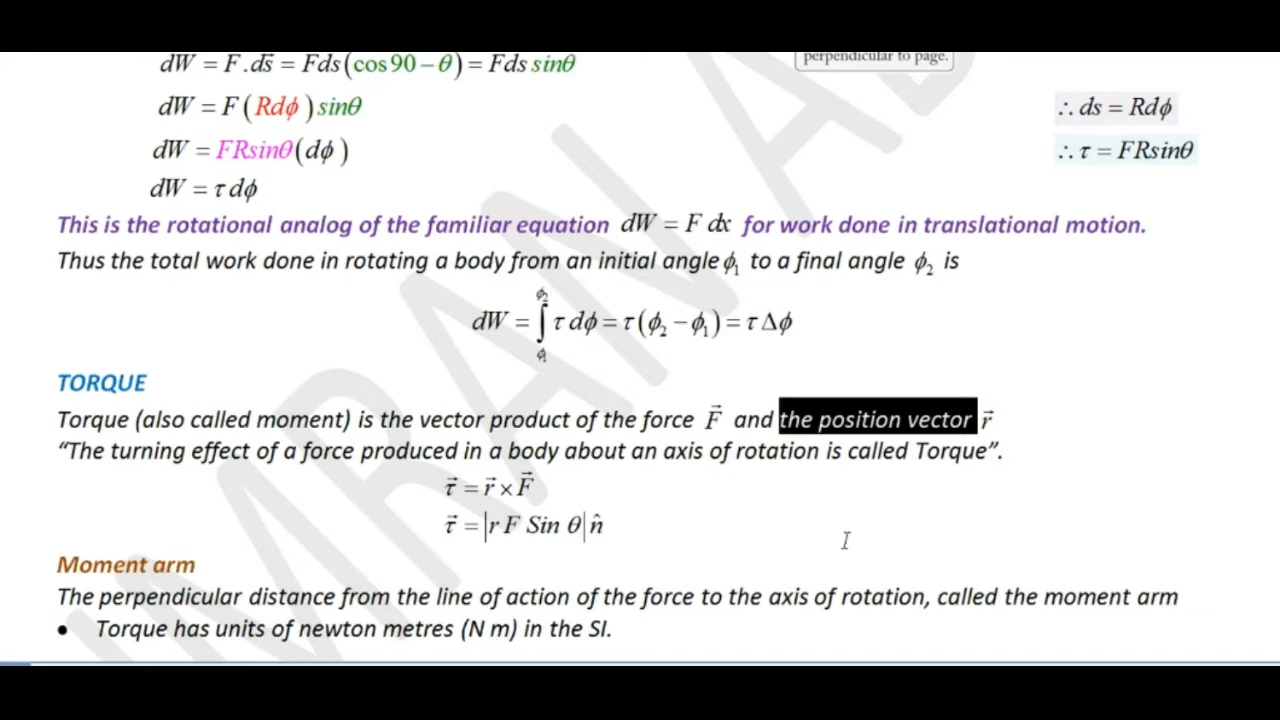 dW = F.ds⃗ = Fds(cos90 − θ) = Fds sinθ
perpendicular to page.
dW = F(Rdϕ)sinθ
∴ ds = Rdϕ
dW = FRsinθ(dϕ)
∴ τ = FRsinθ
dW = τ dϕ
This is the rotational analog of the familiar equation dW = F dx for work done in translational motion.
Thus the total work done in rotating a body from an initial angle ϕ₁ to a final angle ϕ₂ is
dW = ∫_{ϕ₁}^{ϕ₂} τ dϕ = τ(ϕ₂ − ϕ₁) = τ Δϕ
TORQUE
Torque (also called moment) is the vector product of the force F⃗ and the position vector r⃗
“The turning effect of a force produced in a body about an axis of rotation is called Torque”.
τ⃗ = r⃗ × F⃗
τ⃗ = |r F Sin θ| n̂
Moment arm
The perpendicular distance from the line of action of the force to the axis of rotation, called the moment arm
• Torque has units of newton metres (N m) in the SI.